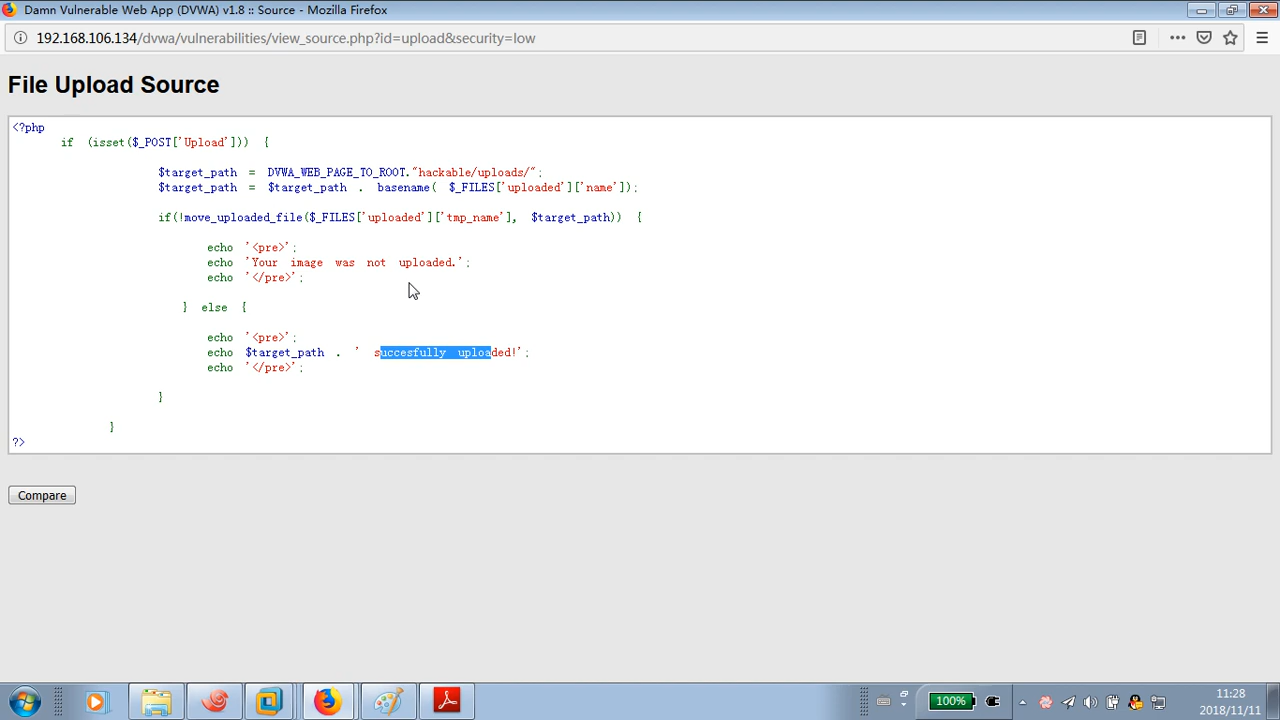 Damn Vulnerable Web App (DVWA) v1.8 :: Source - Mozilla Firefox
192.168.106.134/dvwa/vulnerabilities/view_source.php?id=upload&security=low
File Upload Source
<?php
if (isset($_POST['Upload'])) {
$target_path = DVWA_WEB_PAGE_TO_ROOT."hackable/uploads/";
$target_path = $target_path . basename( $_FILES['uploaded']['name']);
if(!move_uploaded_file($_FILES['uploaded']['tmp_name'], $target_path)) {
echo '<pre>';
echo 'Your image was not uploaded.';
echo '</pre>';
} else {
echo '<pre>';
echo $target_path . ' succesfully uploaded!';
echo '</pre>';
}
}
?>
Compare
100%
11:28
2018/11/11